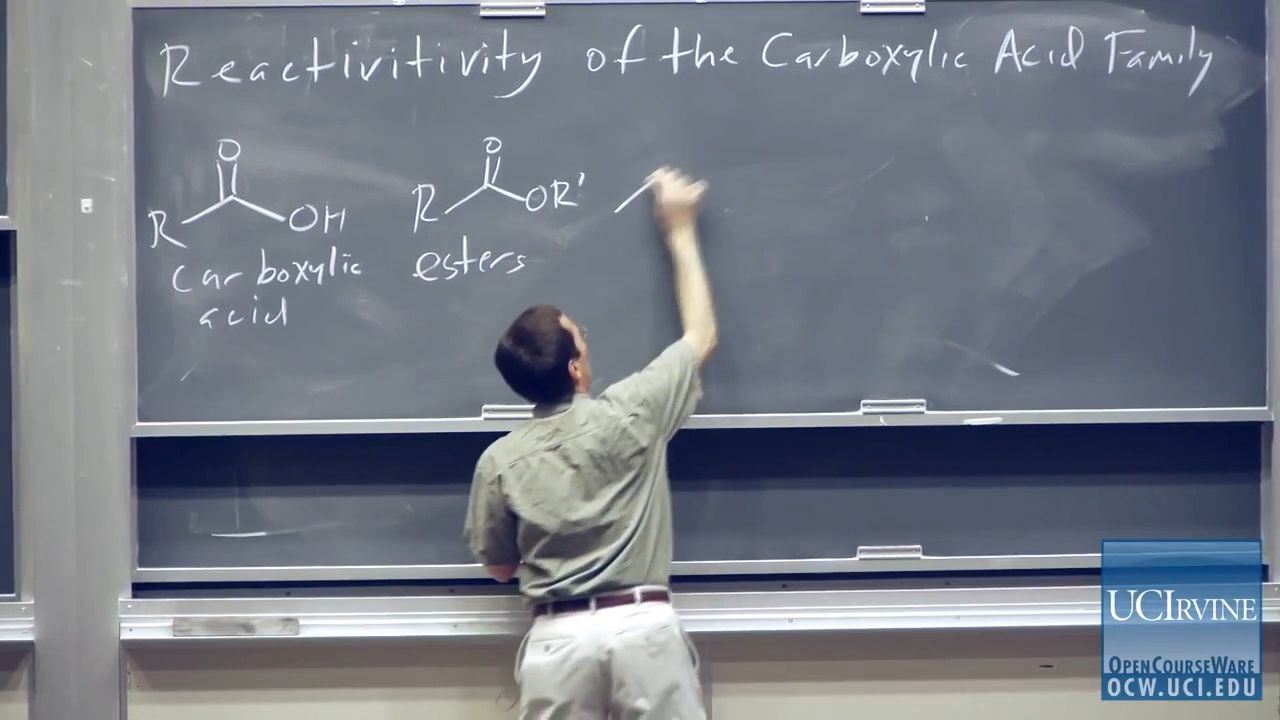 Reactivitivity of the Carboxylic Acid Family
O
R
OH
carboxylic
acid
O
R
OR'
esters
UCIRVINE
OPENCOURSEWARE
OCW.UCI.EDU